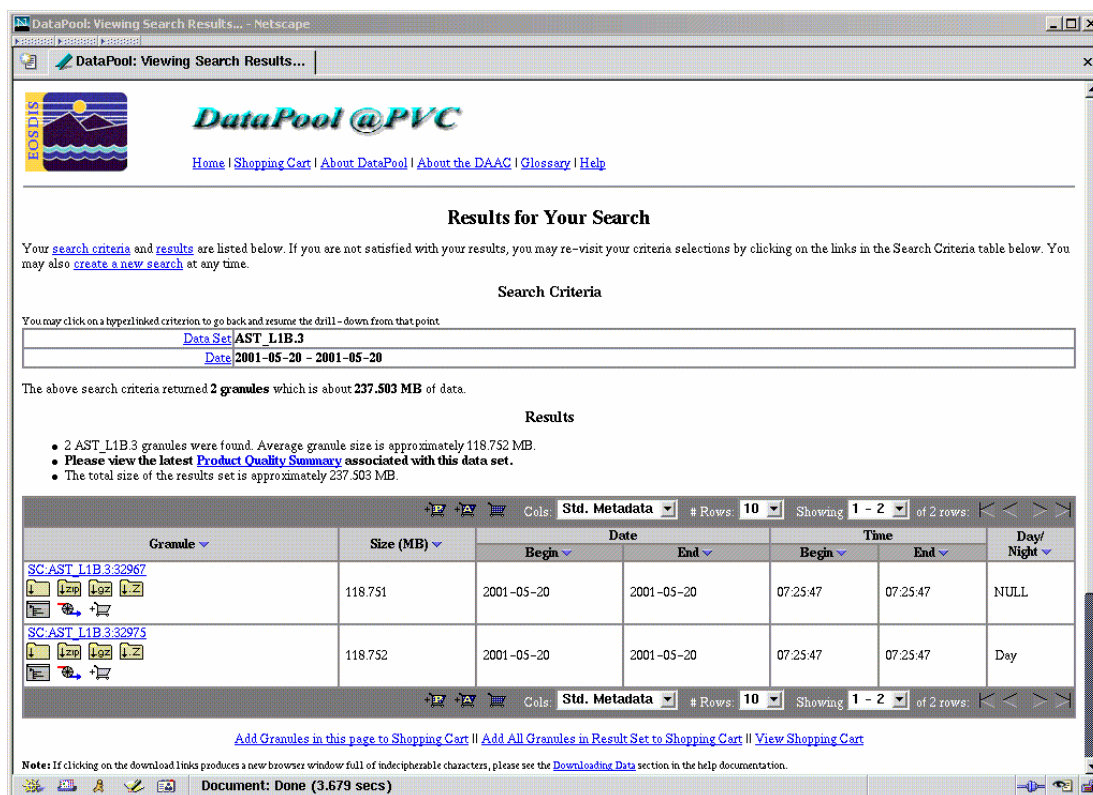 DataPool: Viewing Search Results... - Netscape
DataPool: Viewing Search Results...
EOSDIS
DataPool @PVC
Home | Shopping Cart | About DataPool | About the DAAC | Glossary | Help
Results for Your Search
Your search criteria and results are listed below. If you are not satisfied with your results, you may re-visit your criteria selections by clicking on the links in the Search Criteria table below. You
may also create a new search at any time.
Search Criteria
You may click on a hyperlinked criterion to go back and resume the drill-down from that point.
Data Set AST_L1B.3
Date 2001-05-20 - 2001-05-20
The above search criteria returned 2 granules which is about 237.503 MB of data.
Results
• 2 AST_L1B.3 granules were found. Average granule size is approximately 118.752 MB.
• Please view the latest Product Quality Summary associated with this data set.
• The total size of the results set is approximately 237.503 MB.
+P +A Cols: Std. Metadata # Rows: 10 Showing 1 - 2 of 2 rows:
Granule Size (MB) Date Time Day/
Begin End Begin End Night
SC:AST_L1B.3:32967
zip gz .Z
118.751 2001-05-20 2001-05-20 07:25:47 07:25:47 NULL
SC:AST_L1B.3:32975
zip gz .Z
118.752 2001-05-20 2001-05-20 07:25:47 07:25:47 Day
+P +A Cols: Std. Metadata # Rows: 10 Showing 1 - 2 of 2 rows:
Add Granules in this page to Shopping Cart || Add All Granules in Result Set to Shopping Cart || View Shopping Cart
Note: If clicking on the download links produces a new browser window full of indecipherable characters, please see the Downloading Data section in the help documentation.
Document: Done (3.679 secs)